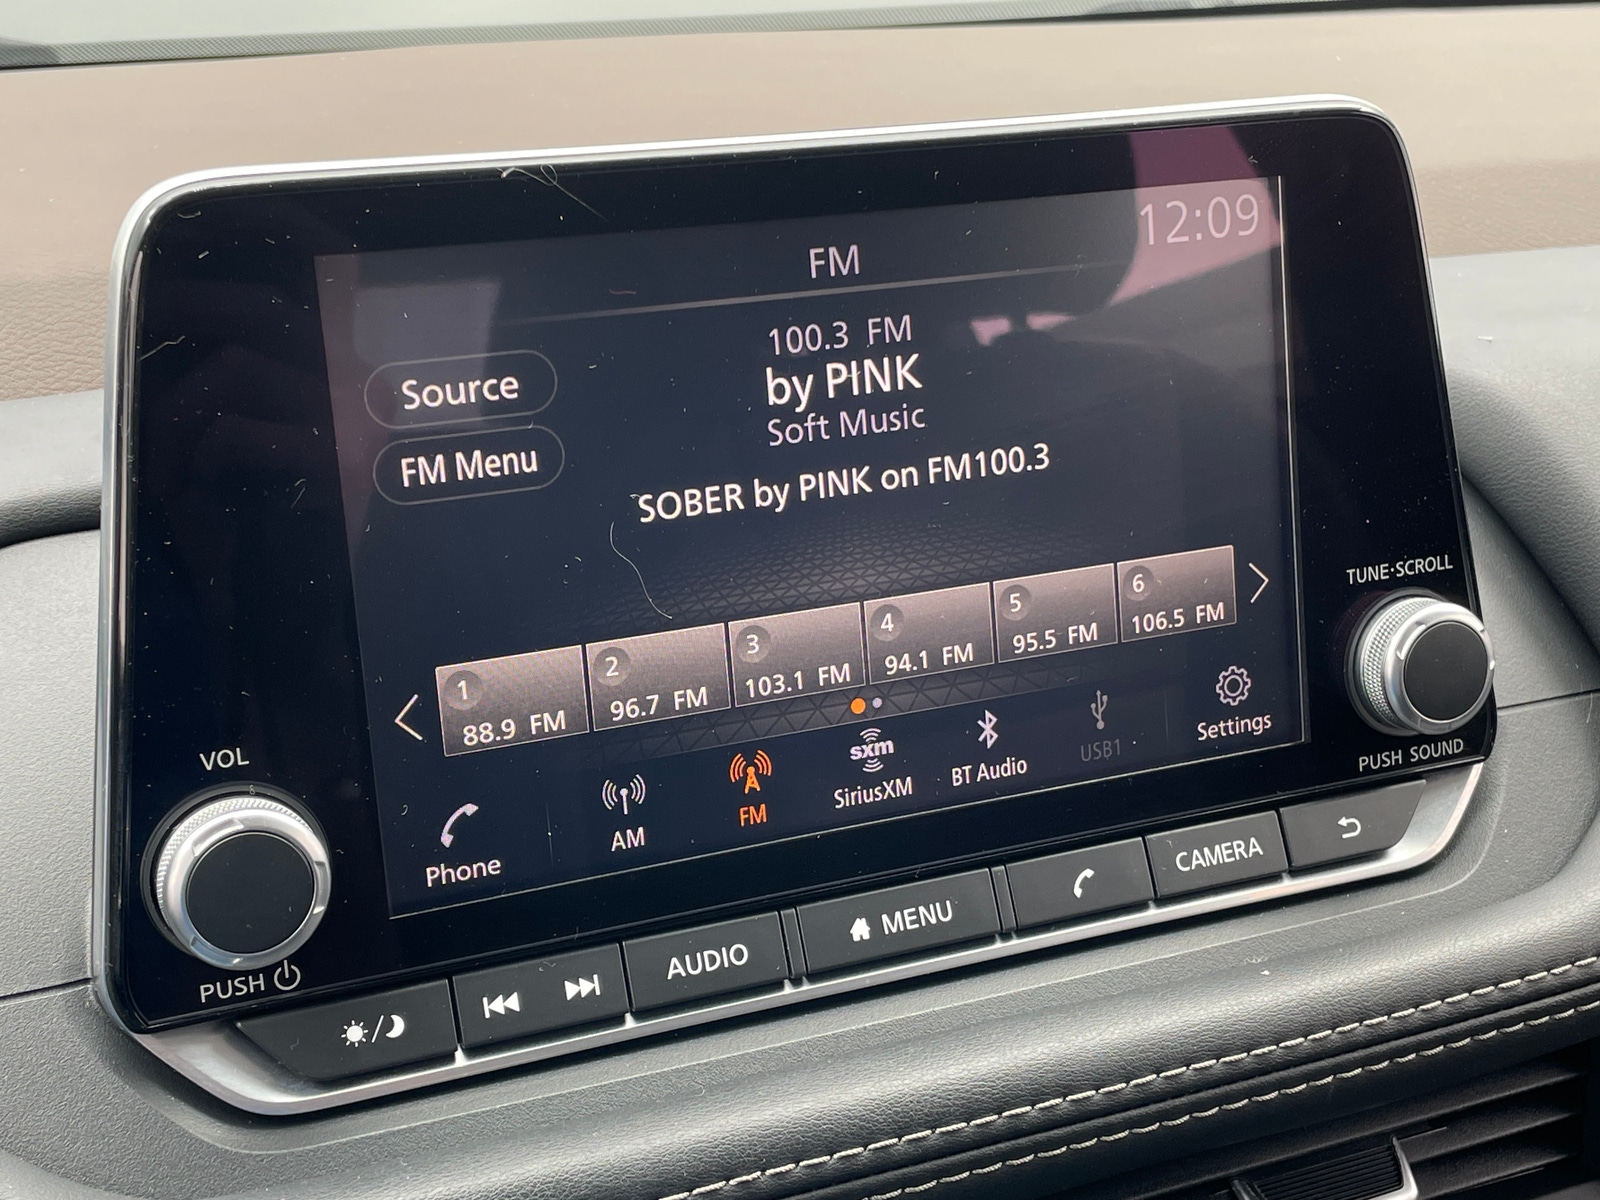 12:09
FM
100.3 FM
by PINK
Soft Music
SOBER by PINK on FM100.3
Source
FM Menu
1
88.9 FM
2
96.7 FM
3
103.1 FM
4
94.1 FM
5
95.5 FM
6
106.5 FM
Phone
AM
FM
sxm
SiriusXM
BT Audio
USB1
Settings
VOL
PUSH
TUNE·SCROLL
PUSH SOUND
AUDIO
MENU
CAMERA